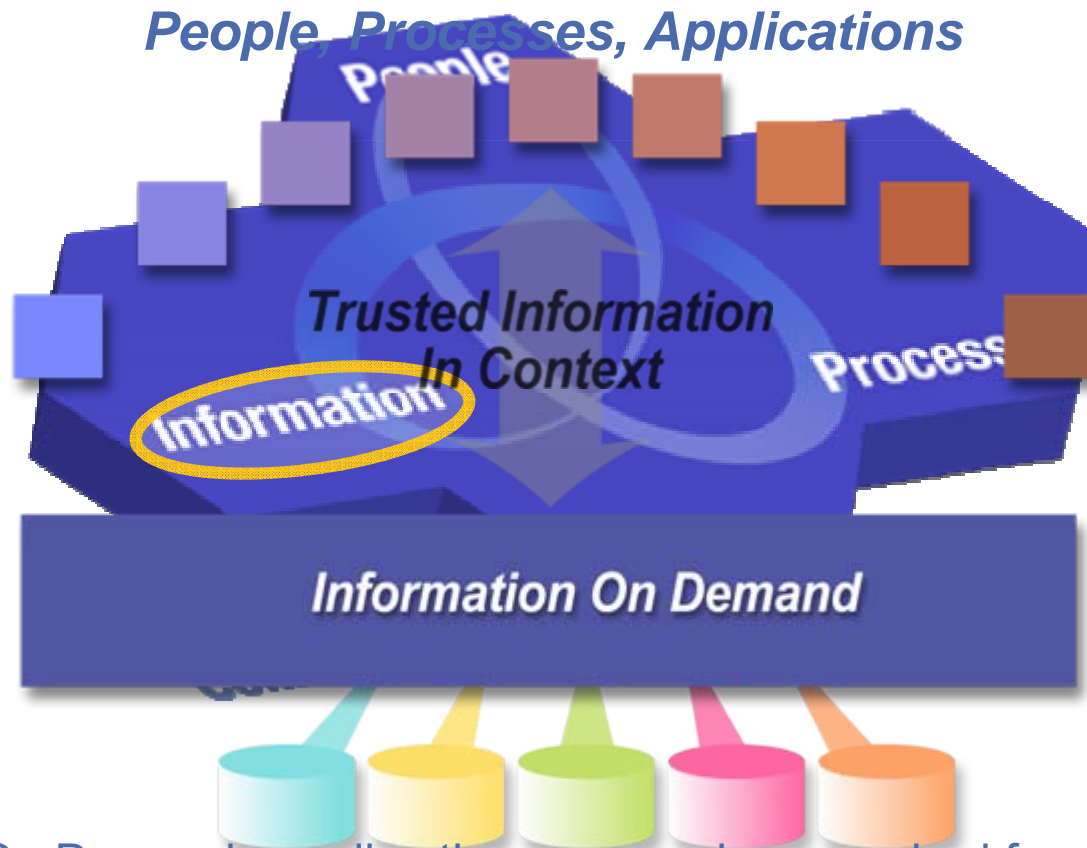 People, Processes, Applications
People
Trusted Information
In Context
Process
Information
Information On Demand